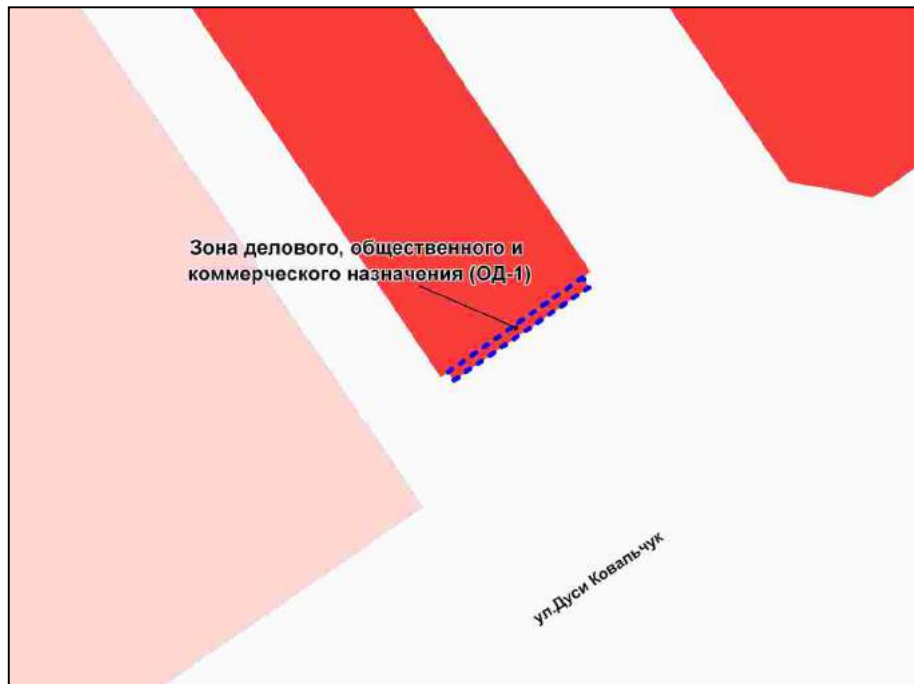 Зона делового, общественного и
коммерческого назначения (ОД-1)
ул.Дуси Ковальчук